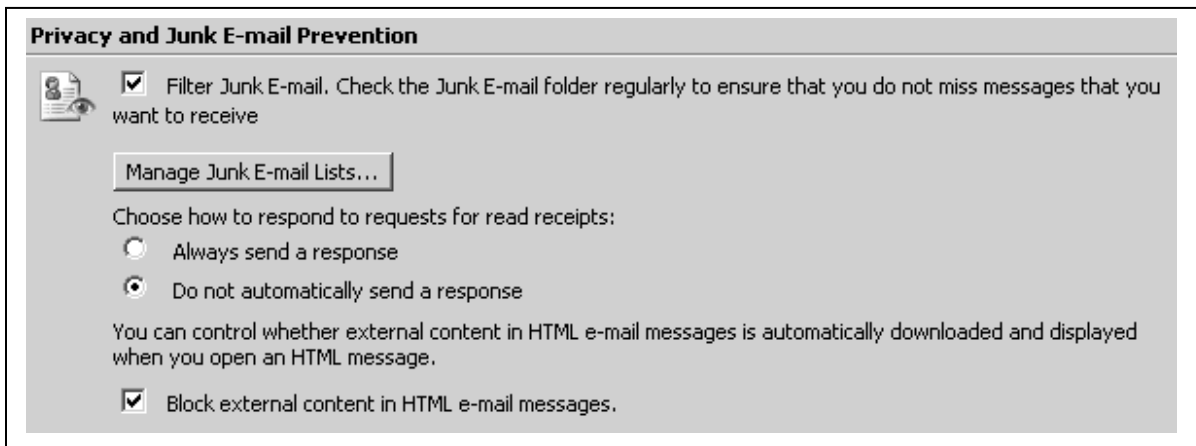 Privacy and Junk E-mail Prevention
Filter Junk E-mail. Check the Junk E-mail folder regularly to ensure that you do not miss messages that you
want to receive
Manage Junk E-mail Lists...
Choose how to respond to requests for read receipts:
Always send a response
Do not automatically send a response
You can control whether external content in HTML e-mail messages is automatically downloaded and displayed
when you open an HTML message.
Block external content in HTML e-mail messages.